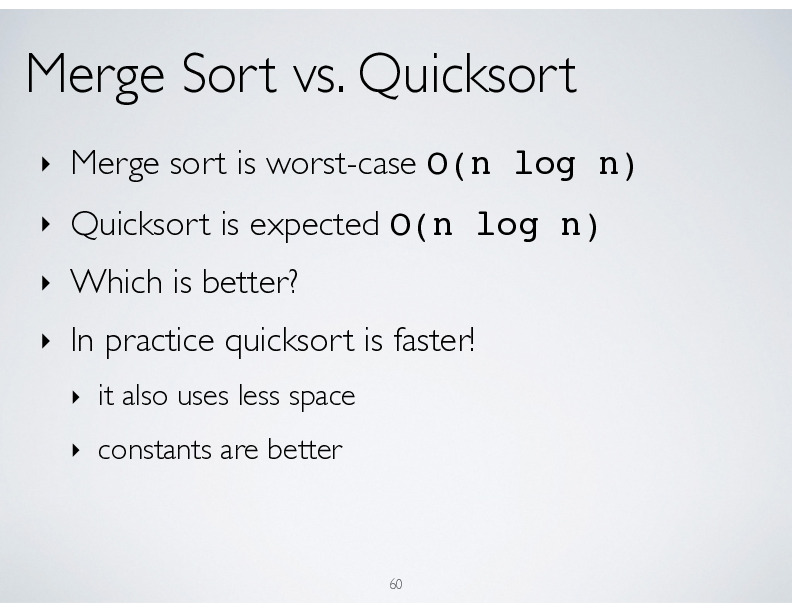 Merge Sort vs. Quicksort
‣ Merge sort is worst-case O(n log n)
‣ Quicksort is expected O(n log n)
‣ Which is better?
‣ In practice quicksort is faster!
‣ it also uses less space
‣ constants are better
60